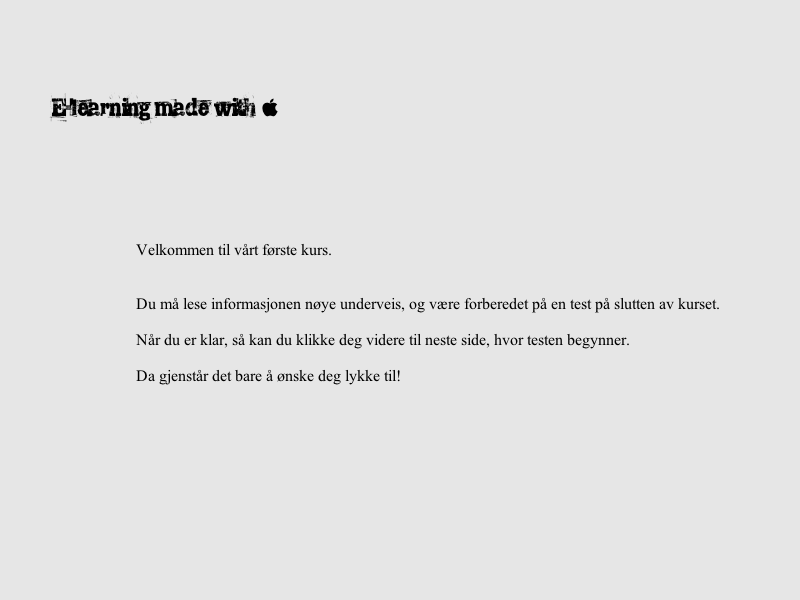 E-learning made with 
Velkommen til vårt første kurs.
Du må lese informasjonen nøye underveis, og være forberedet på en test på slutten av kurset.
Når du er klar, så kan du klikke deg videre til neste side, hvor testen begynner.
Da gjenstår det bare å ønske deg lykke til!